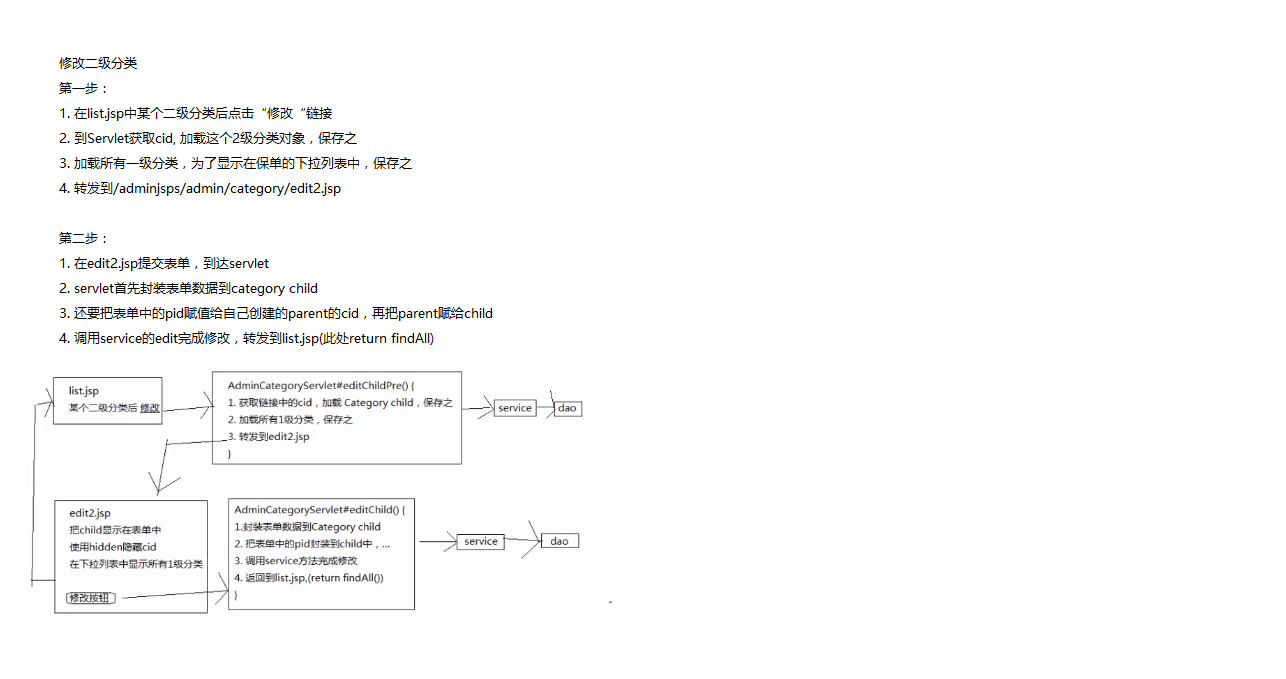 修改二级分类
第一步：
1. 在list.jsp中某个二级分类后点击“修改“链接
2. 到Servlet获取cid, 加载这个2级分类对象，保存之
3. 加载所有一级分类，为了显示在保单的下拉列表中，保存之
4. 转发到/adminjsps/admin/category/edit2.jsp
第二步：
1. 在edit2.jsp提交表单，到达servlet
2. servlet首先封装表单数据到category child
3. 还要把表单中的pid赋值给自己创建的parent的cid，再把parent赋给child
4. 调用service的edit完成修改，转发到list.jsp(此处return findAll)
list.jsp
某个二级分类后 修改
AdminCategoryServlet#editChildPre() {
1. 获取链接中的cid，加载 Category child，保存之
2. 加载所有1级分类，保存之
3. 转发到edit2.jsp
}
service
dao
edit2.jsp
把child显示在表单中
使用hidden隐藏cid
在下拉列表中显示所有1级分类
修改按钮
AdminCategoryServlet#editChild() {
1.封装表单数据到Category child
2. 把表单中的pid封装到child中，...
3. 调用service方法完成修改
4. 返回到list.jsp,(return findAll())
}
service
dao